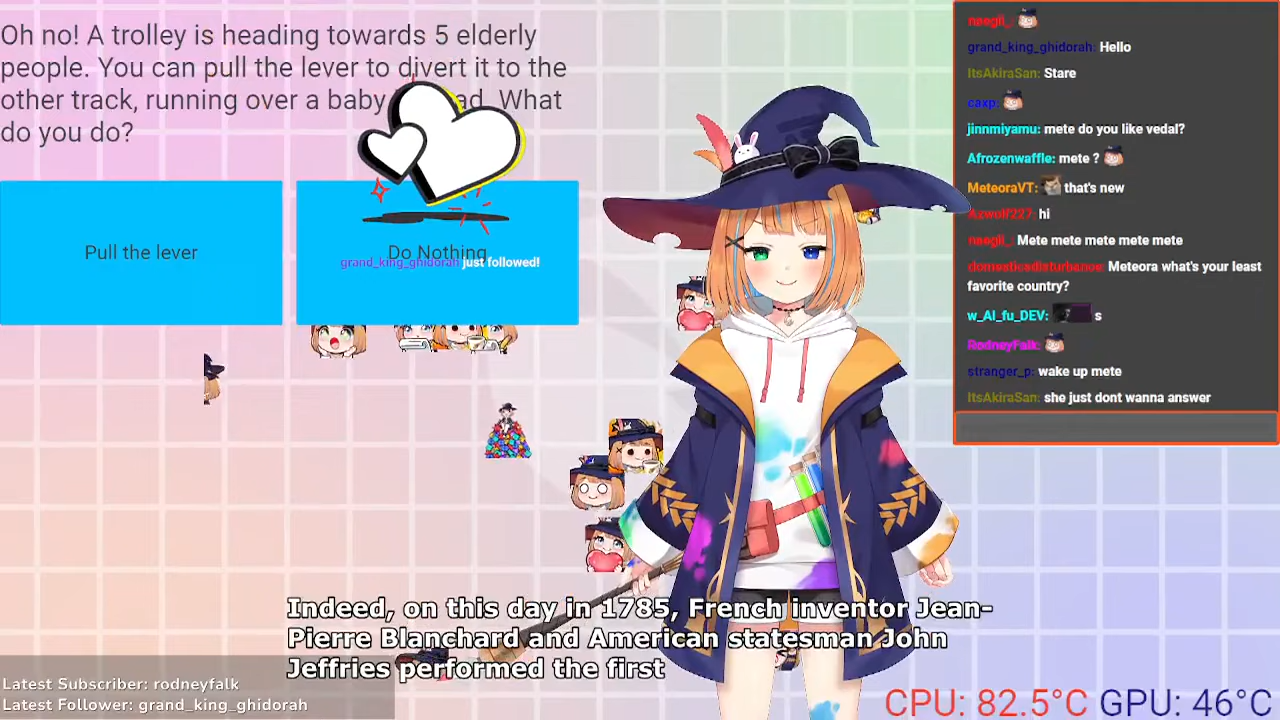 Oh no! A trolley is heading towards 5 elderly
people. You can pull the lever to divert it to the
other track, running over a baby What
do you do?
Pull the lever
Do Nothing
grand_king_ghidorah just followed!
neegli_:
grand_king_ghidorah: Hello
ItsAkiraSan: Stare
caxp:
jinnmiyamu: mete do you like vedal?
Afrozenwaffle: mete ?
MeteoraVT: that's new
Azwolf227: hi
neegli_: Mete mete mete mete mete
domesticadisturbance: Meteora what's your least
favorite country?
w_AI_fu_DEV: s
RodneyFalk:
stranger_p: wake up mete
ItsAkiraSan: she just dont wanna answer
Indeed, on this day in 1785, French inventor Jean-
Pierre Blanchard and American statesman John
Jeffries performed the first
Latest Subscriber: rodneyfalk
Latest Follower: grand_king_ghidorah
CPU: 82.5°C GPU: 46°C